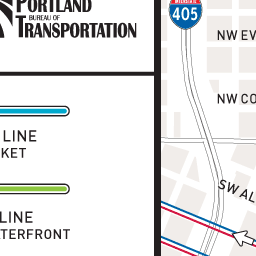 PORTLAND
BUREAU OF
TRANSPORTATION
LINE
KET
LINE
TERFRONT
405
NW EV
NW CO
SW AL